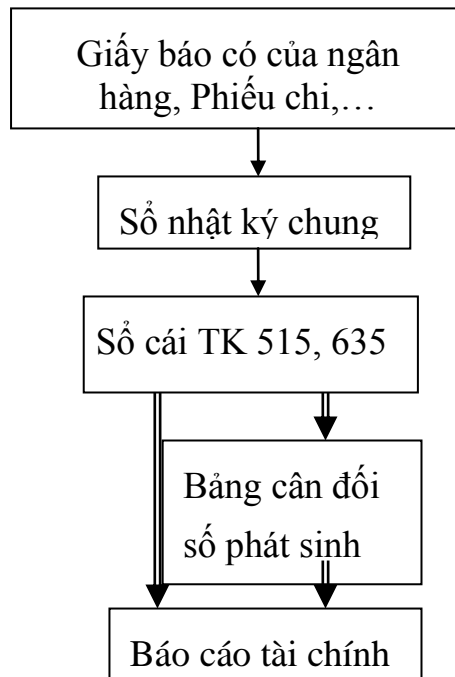 Giấy báo có của ngân
hàng, Phiếu chi,…
Sổ nhật ký chung
Sổ cái TK 515, 635
Bảng cân đối
số phát sinh
Báo cáo tài chính